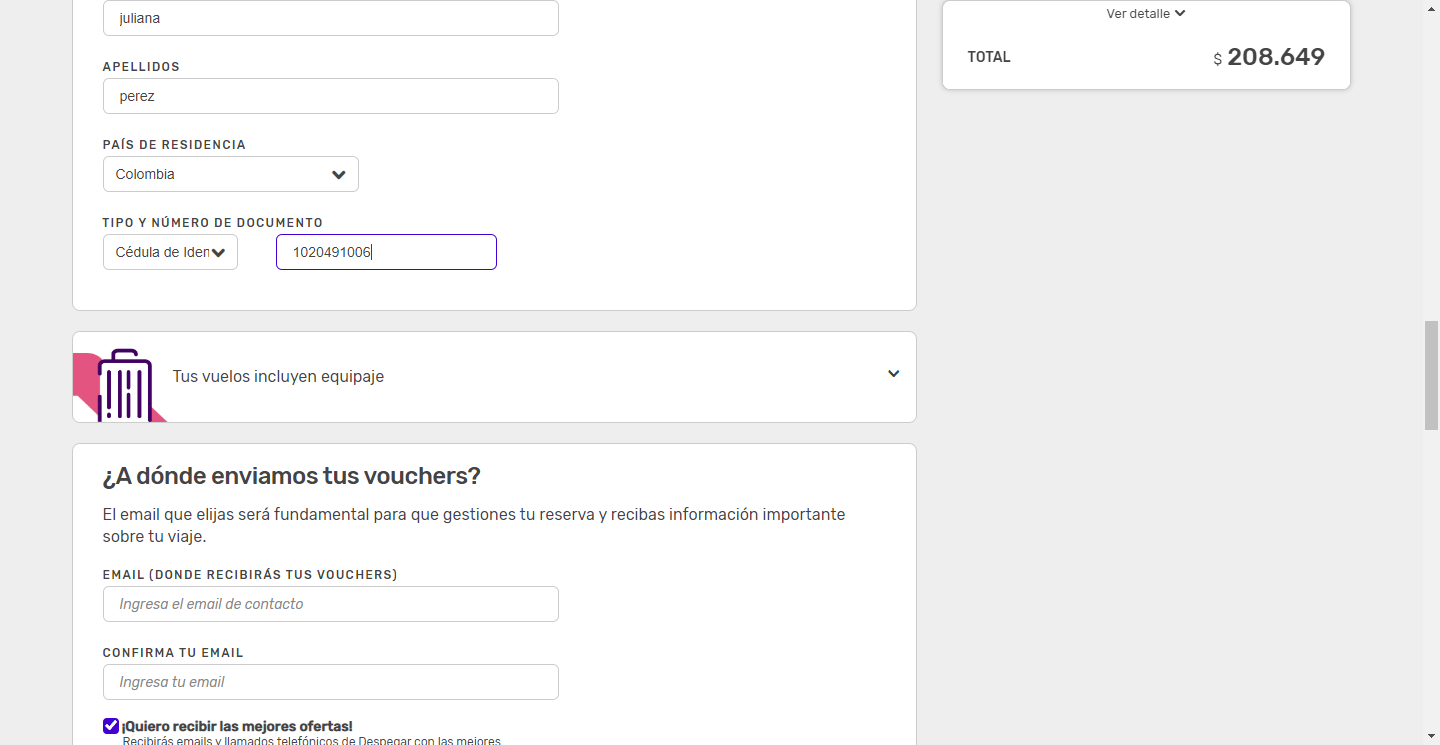 juliana
APELLIDOS
perez
PAÍS DE RESIDENCIA
Colombia
TIPO Y NÚMERO DE DOCUMENTO
Cédula de Iden
1020491006
Ver detalle
TOTAL
$ 208.649
Tus vuelos incluyen equipaje
¿A dónde enviamos tus vouchers?
El email que elijas será fundamental para que gestiones tu reserva y recibas información importante
sobre tu viaje.
EMAIL (DONDE RECIBIRÁS TUS VOUCHERS)
Ingresa el email de contacto
CONFIRMA TU EMAIL
Ingresa tu email
¡Quiero recibir las mejores ofertas!
Recibirás emails y llamados telefónicos de Despegar con las mejores